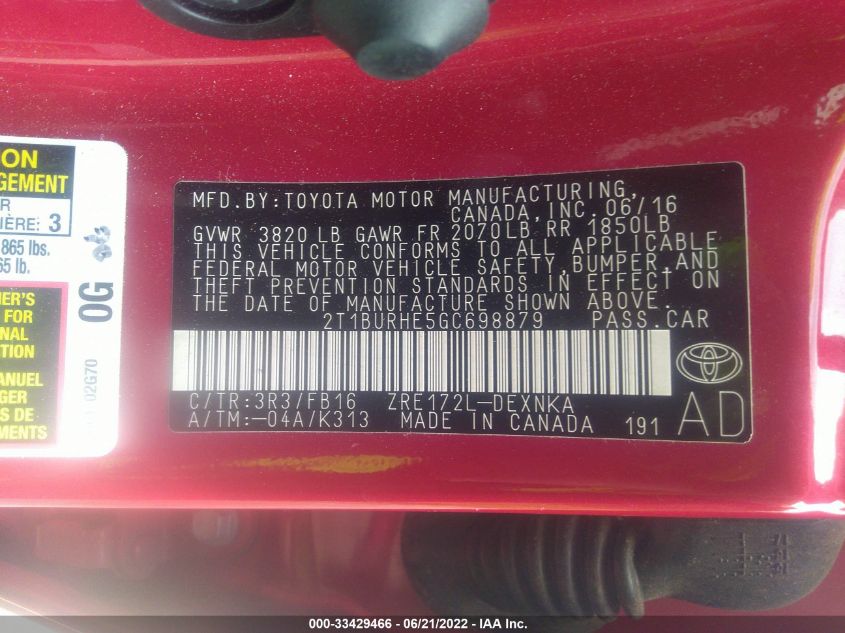 ON
GEMENT
R
IÈRE: 3
865 lbs.
65 lb.
0G
ER'S
FOR
NAL
TION
ANUEL
GER
S DE
EMENTS.
02G70
MFD.BY:TOYOTA MOTOR MANUFACTURING,
CANADA,INC.06/16
GVWR 3820 LB GAWR FR 2070LB RR 1850LB
THIS VEHICLE CONFORMS TO ALL APPLICABLE
FEDERAL MOTOR VEHICLE SAFETY,BUMPER,AND
THEFT PREVENTION STANDARDS IN EFFECT ON
THE DATE OF MANUFACTURE SHOWN ABOVE.
2T1BURHE5GC698879 PASS.CAR
C/TR:3R3/FB16 ZRE172L-DEXNKA
A/TM:-04A/K313 MADE IN CANADA 191
AD
000-33429466 - 06/21/2022 - IAA Inc.